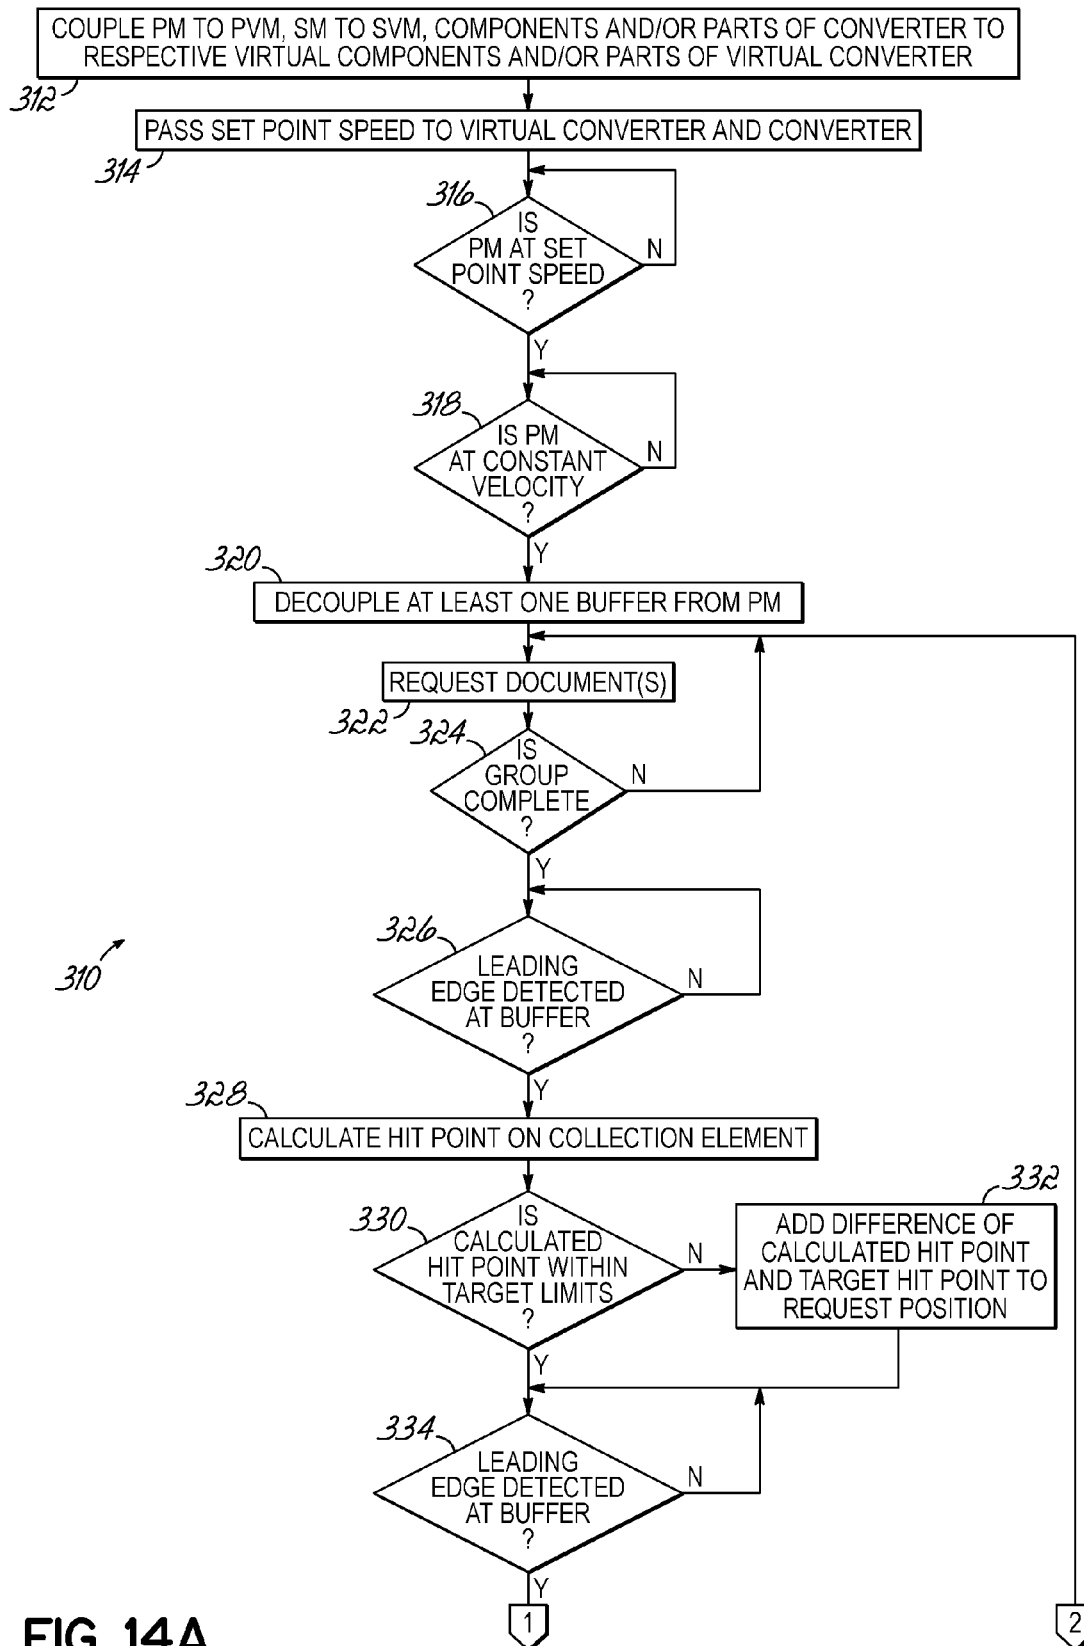 COUPLE PM TO PVM, SM TO SVM, COMPONENTS AND/OR PARTS OF CONVERTER TO
RESPECTIVE VIRTUAL COMPONENTS AND/OR PARTS OF VIRTUAL CONVERTER
312
PASS SET POINT SPEED TO VIRTUAL CONVERTER AND CONVERTER
314
316
IS
PM AT SET
POINT SPEED
?
N
Y
318
IS PM
AT CONSTANT
VELOCITY
?
N
Y
320
DECOUPLE AT LEAST ONE BUFFER FROM PM
REQUEST DOCUMENT(S)
322
324
IS
GROUP
COMPLETE
?
N
Y
326
LEADING
EDGE DETECTED
AT BUFFER
?
N
Y
310
328
CALCULATE HIT POINT ON COLLECTION ELEMENT
330
IS
CALCULATED
HIT POINT WITHIN
TARGET LIMITS
?
N
Y
332
ADD DIFFERENCE OF
CALCULATED HIT POINT
AND TARGET HIT POINT TO
REQUEST POSITION
334
LEADING
EDGE DETECTED
AT BUFFER
?
N
Y
1
2
FIG. 14A